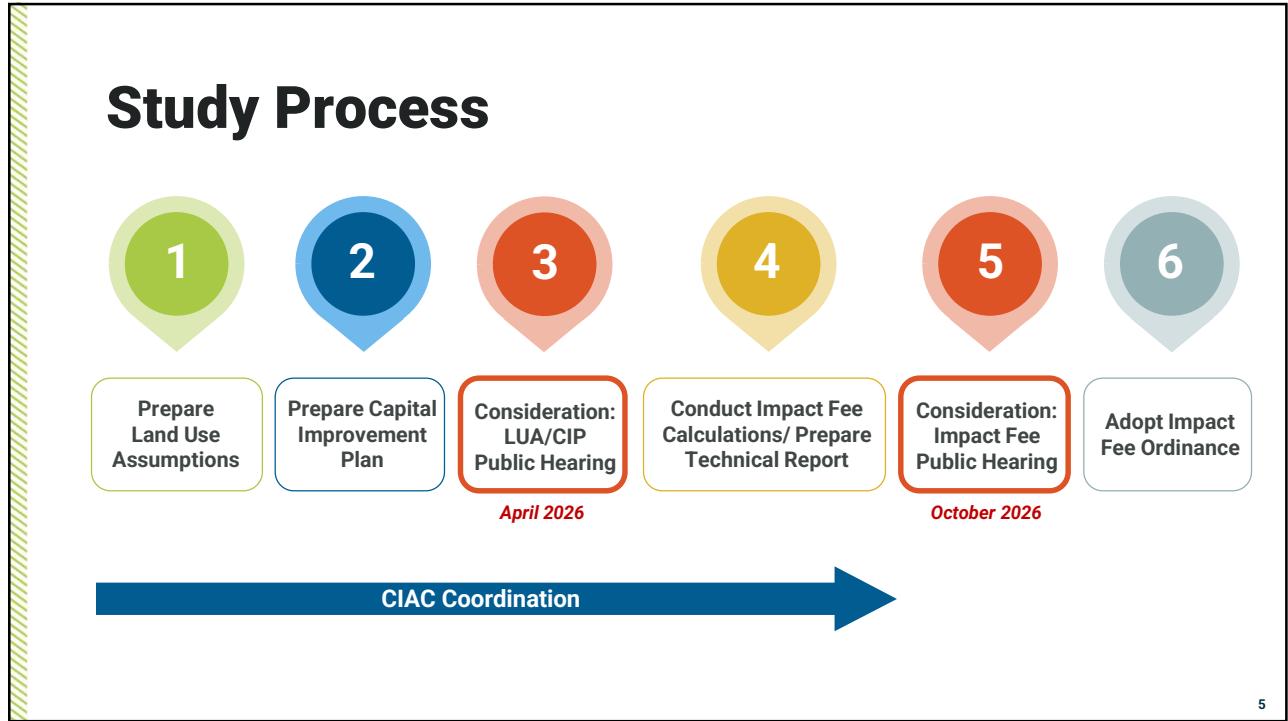 Study Process
1
2
3
4
5
6
Prepare
Land Use
Assumptions
Prepare Capital
Improvement
Plan
Consideration:
LUA/CIP
Public Hearing
Conduct Impact Fee
Calculations/ Prepare
Technical Report
Consideration:
Impact Fee
Public Hearing
Adopt Impact
Fee Ordinance
April 2026
October 2026
CIAC Coordination
5